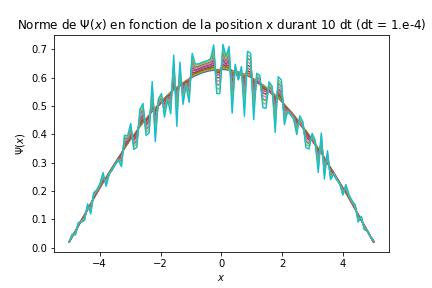 Norme de Ψ(x) en fonction de la position x durant 10 dt (dt = 1.e-4)
0.7
0.6
0.5
0.4
0.3
0.2
0.1
0.0
Ψ(x)
−4 −2 0 2 4
x